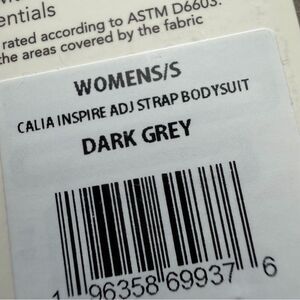 entials
rated according to ASTM D6603.
the areas covered by the fabric
WOMENS/S
CALIA INSPIRE ADJ STRAP BODYSUIT
DARK GREY
1 96358 69937 6